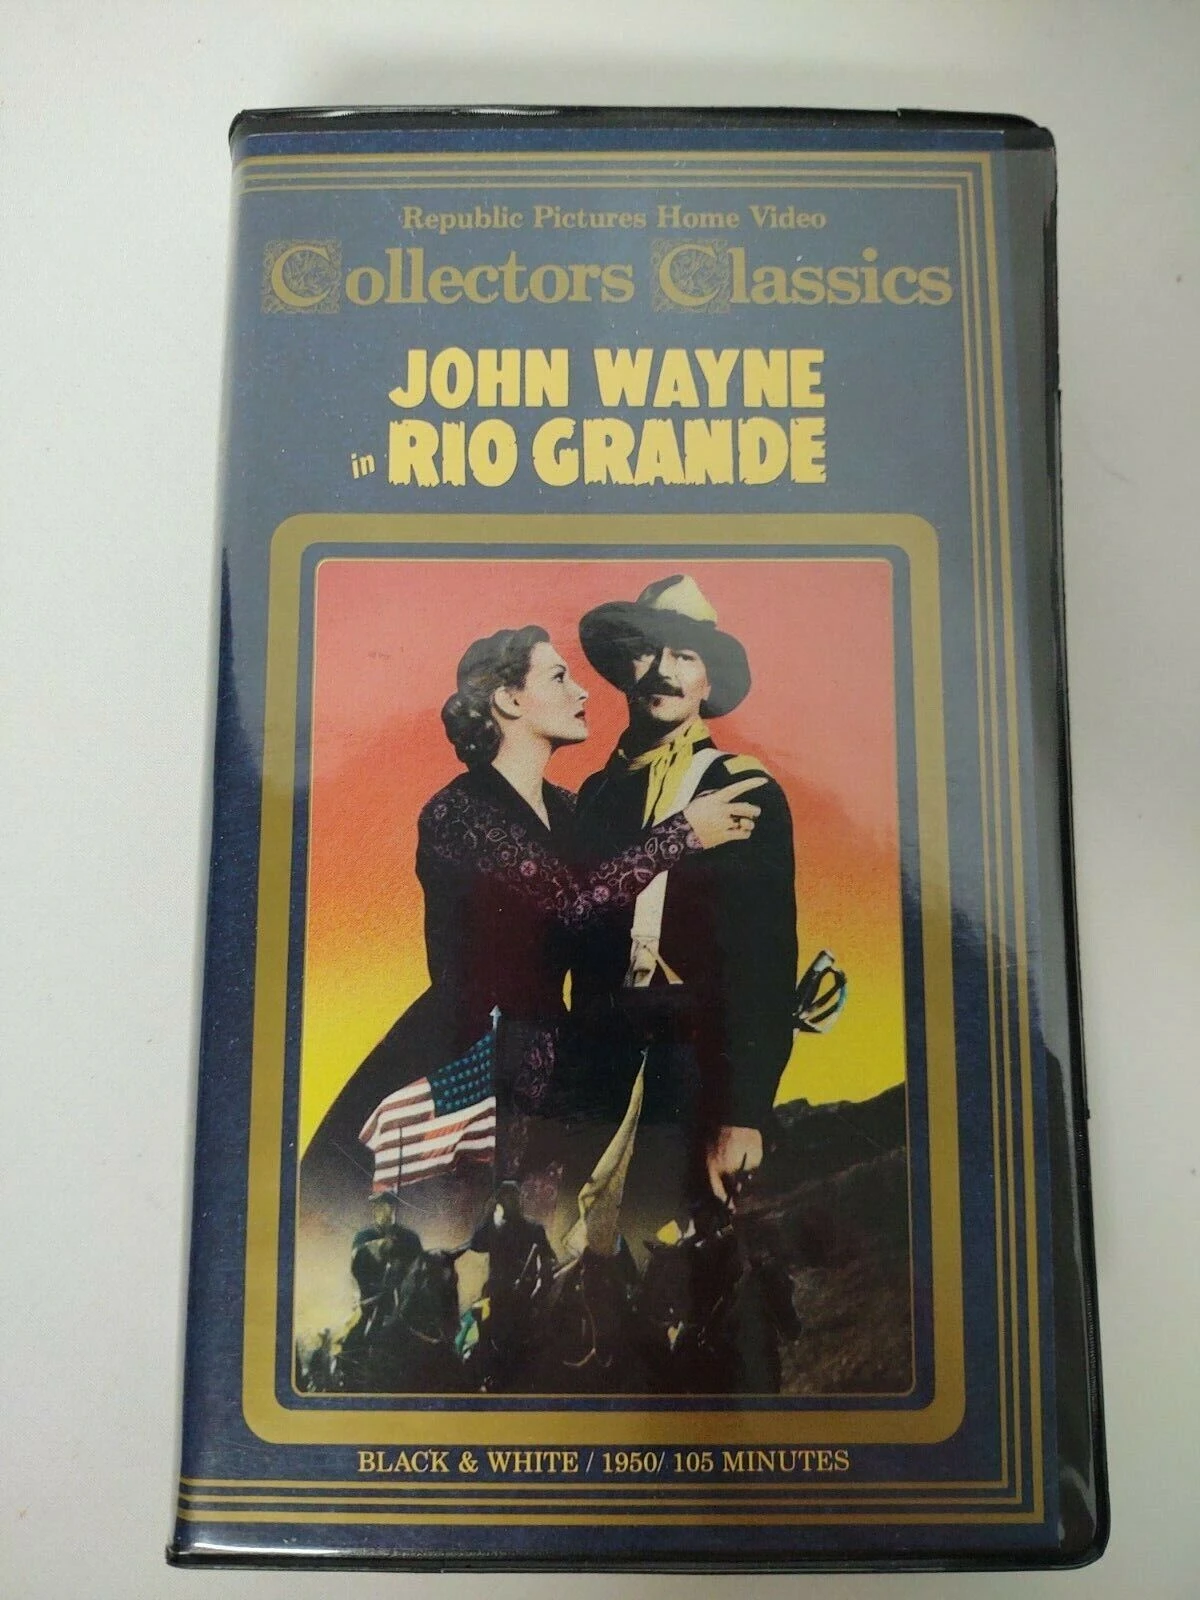 Republic Pictures Home Video
Collectors Classics
JOHN WAYNE
in RIO GRANDE
BLACK & WHITE / 1950/ 105 MINUTES